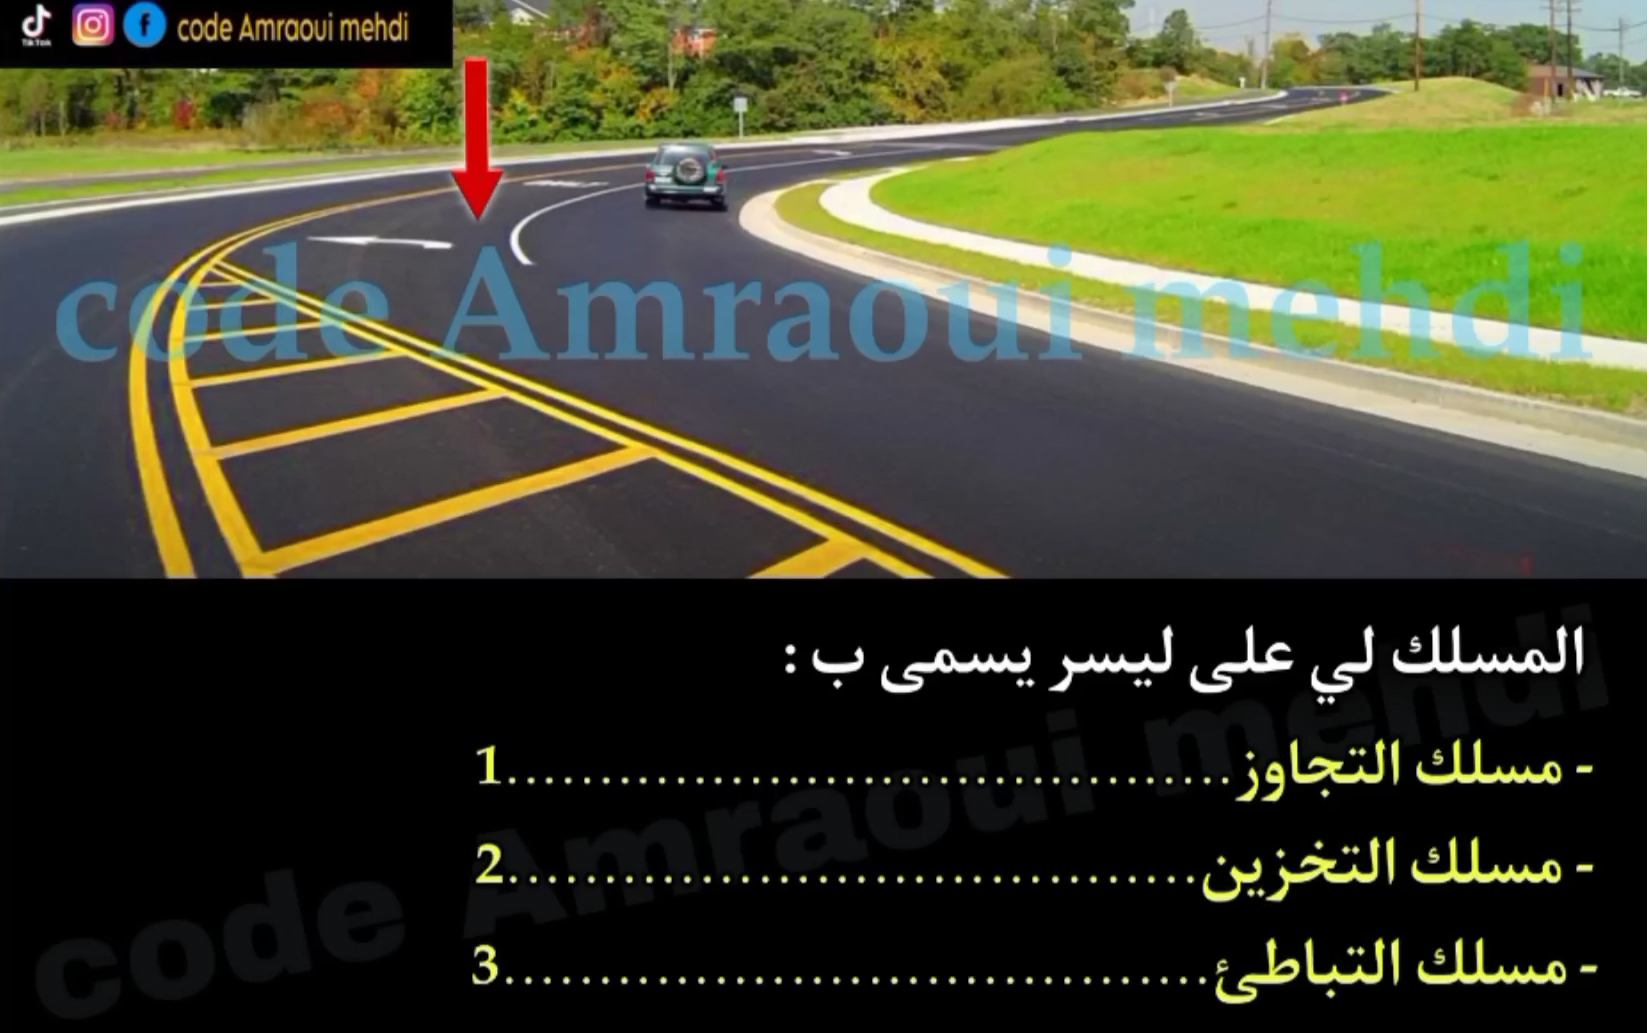 TikTok code Amraoui mehdi
code Amraoui mehdi
المسلك لي على ليسر يسمى ب :
- مسلك التجاوز......................................1
- مسلك التخزين....................................2
- مسلك التباطئ.....................................3
code Amraoui mehdi